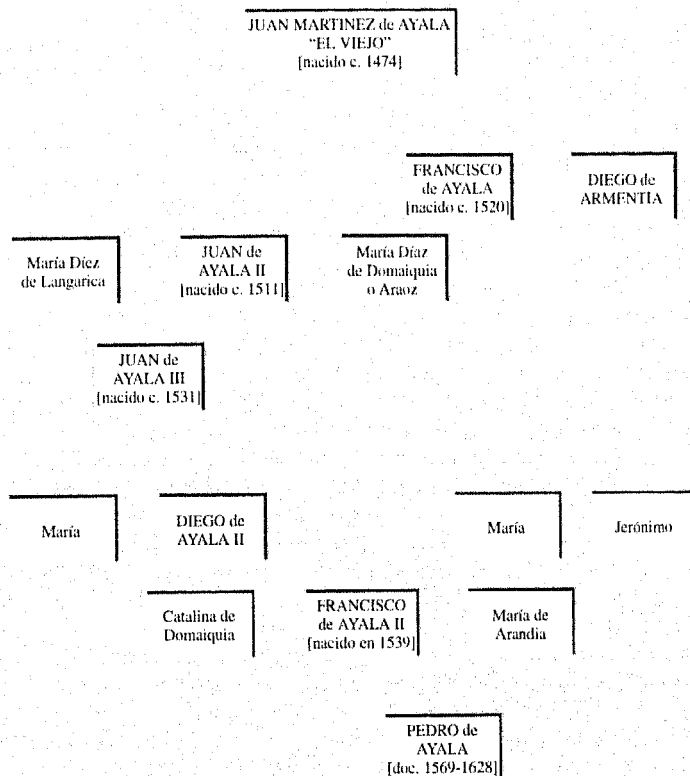 JUAN MARTINEZ de AYALA
"EL VIEJO"
[nacido c. 1474]
FRANCISCO
de AYALA
[nacido c. 1520]
DIEGO de
ARMENTIA
María Díez
de Langarica
JUAN de
AYALA II
[nacido c. 1511]
María Díaz
de Domaiquia
o Araoz
JUAN de
AYALA III
[nacido c. 1531]
María
DIEGO de
AYALA II
María
Jerónimo
Catalina de
Domaiquia
FRANCISCO
de AYALA II
[nacido en 1539]
María de
Arandia
PEDRO de
AYALA
[doc. 1569-1628]